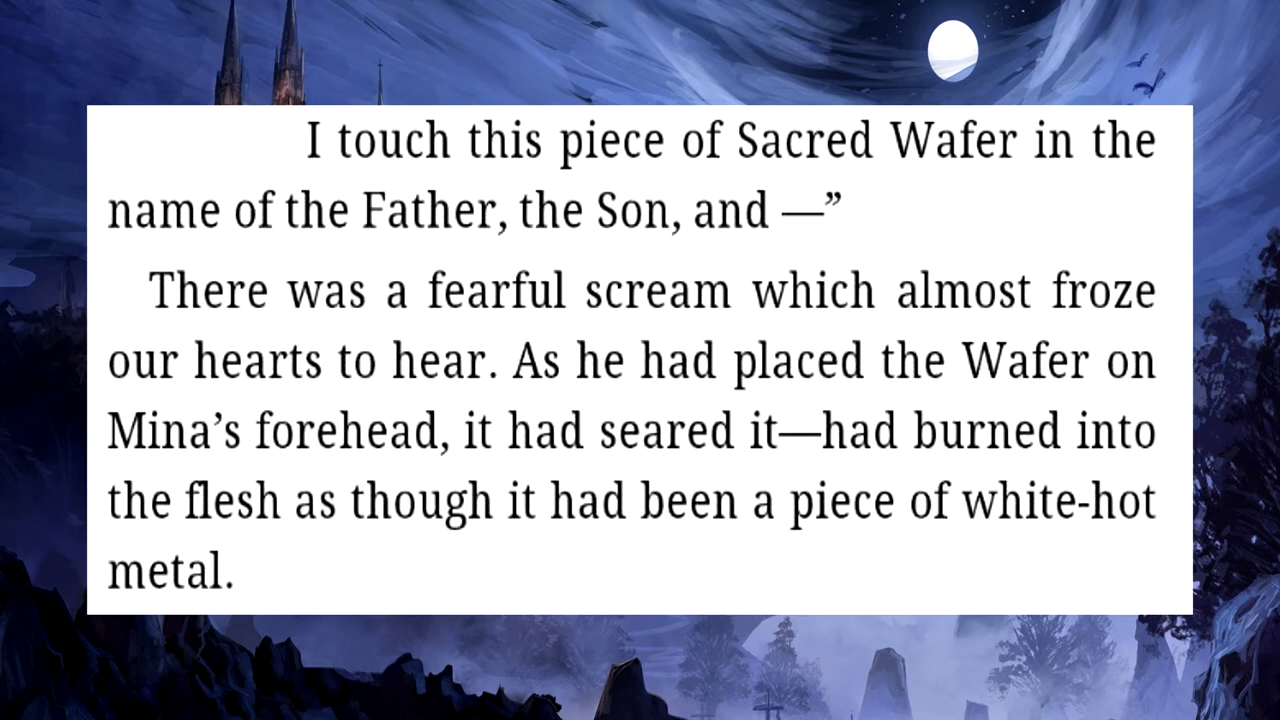 I touch this piece of Sacred Wafer in the
name of the Father, the Son, and —”
There was a fearful scream which almost froze
our hearts to hear. As he had placed the Wafer on
Mina’s forehead, it had seared it—had burned into
the flesh as though it had been a piece of white-hot
metal.